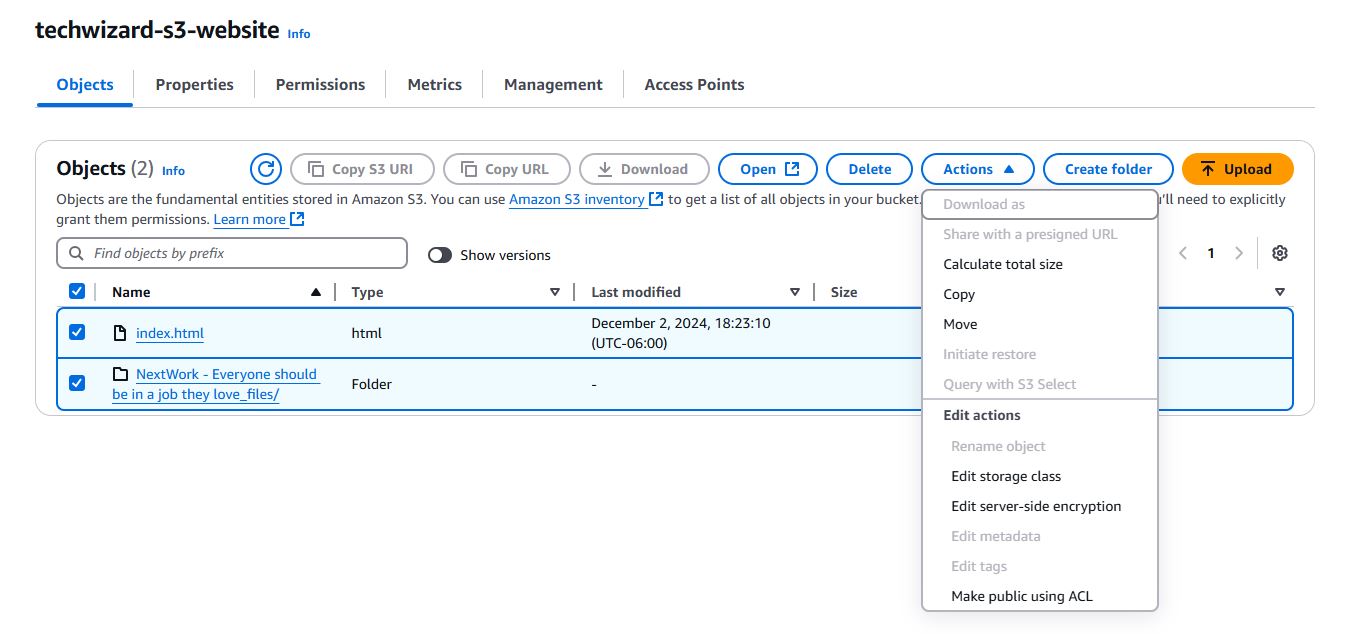 techwizard-s3-website Info
Objects Properties Permissions Metrics Management Access Points
Objects (2) Info Copy S3 URI Copy URL Download Open Delete Actions Create folder Upload
Objects are the fundamental entities stored in Amazon S3. You can use Amazon S3 inventory to get a list of all objects in your bucket. 'll need to explicitly
grant them permissions. Learn more
Find objects by prefix Show versions 1
Name Type Last modified Size
index.html html December 2, 2024, 18:23:10
(UTC-06:00)
NextWork - Everyone should
be in a job they love_files/ Folder -
Download as
Share with a presigned URL
Calculate total size
Copy
Move
Initiate restore
Query with S3 Select
Edit actions
Rename object
Edit storage class
Edit server-side encryption
Edit metadata
Edit tags
Make public using ACL